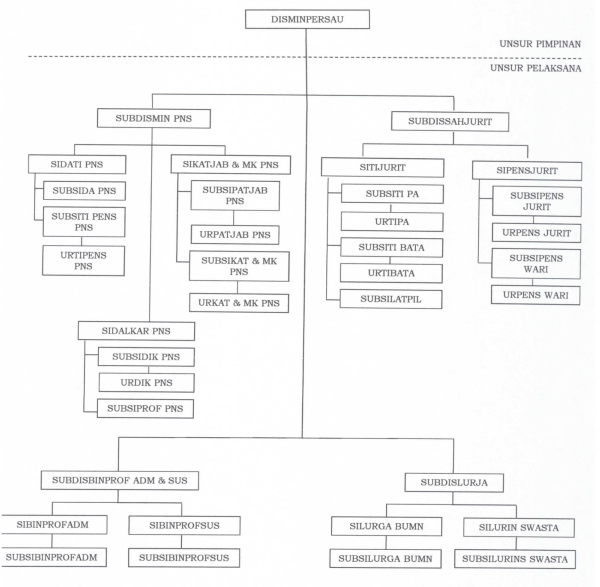 DISMINPERSAU
UNSUR PIMPINAN
UNSUR PELAKSANA
SUBDISMIN PNS
SUBDISSAHJURIT
SIDATI PNS
SUBSIDA PNS
SUBSITI PENS
PNS
URTIPENS
PNS
SIKATJAB & MK PNS
SUBSIPATJAB
PNS
URPATJAB PNS
SUBSIKAT & MK
PNS
URKAT & MK PNS
SITIJURIT
SUBSITI PA
URTIPA
SUBSITI BATA
URTIBATA
SUBSILATPIL
SIPENSJURIT
SUBSIPENS
JURIT
URPENS JURIT
SUBSIPENS
WARI
URPENS WARI
SIDALKAR PNS
SUBSIDIK PNS
URDIK PNS
SUBSIPROF PNS
SUBDISBINPROF ADM & SUS
SUBDISLURJA
SIBINPROFADM
SIBINPROFSUS
SILURGA BUMN
SILURIN SWASTA
SUBSIBINPROFADM
SUBSIBINPROFSUS
SUBSILURGA BUMN
SUBSILURINS SWASTA